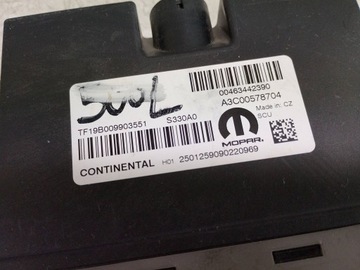 500L
00463442390
A3C00578704
TF19B009903551 S330A0
Made in: CZ
SCU
MOPAR
CONTINENTAL H01 2501259090220969